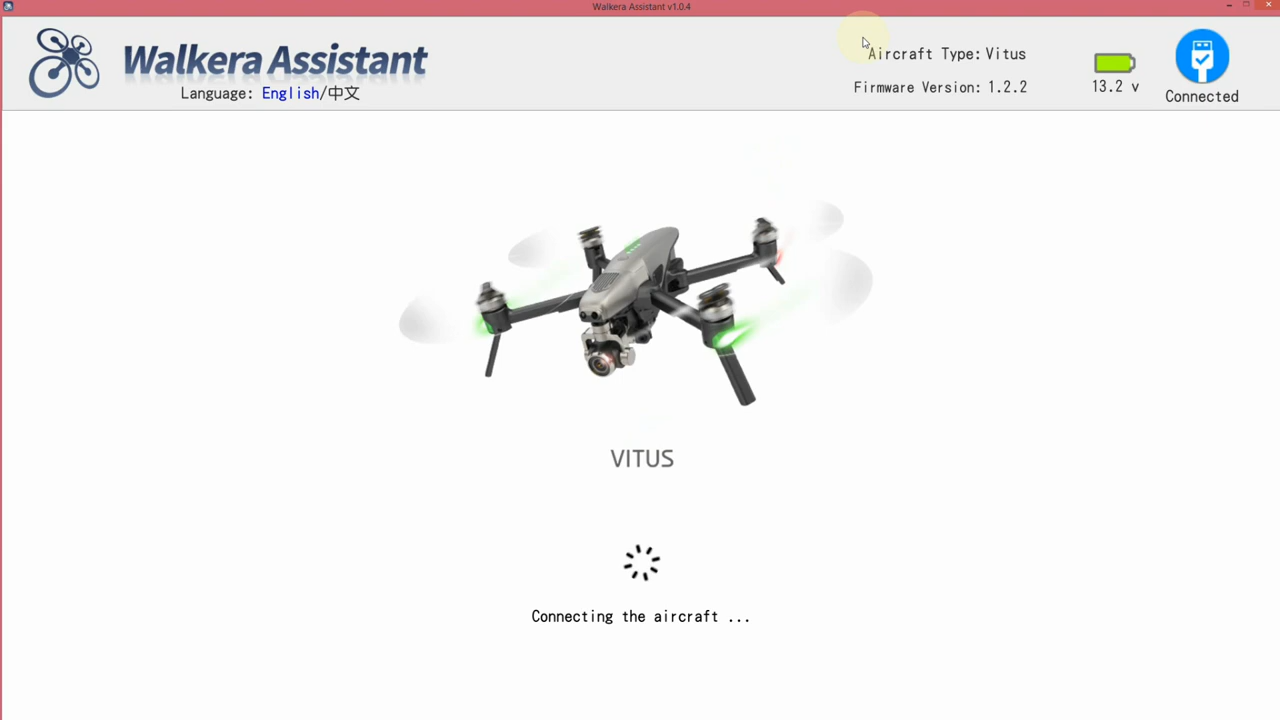 Walkera Assistant v1.0.4
Walkera Assistant
Language: English/中文
Aircraft Type: Vitus
Firmware Version: 1.2.2
13.2 v
Connected
VITUS
Connecting the aircraft ...